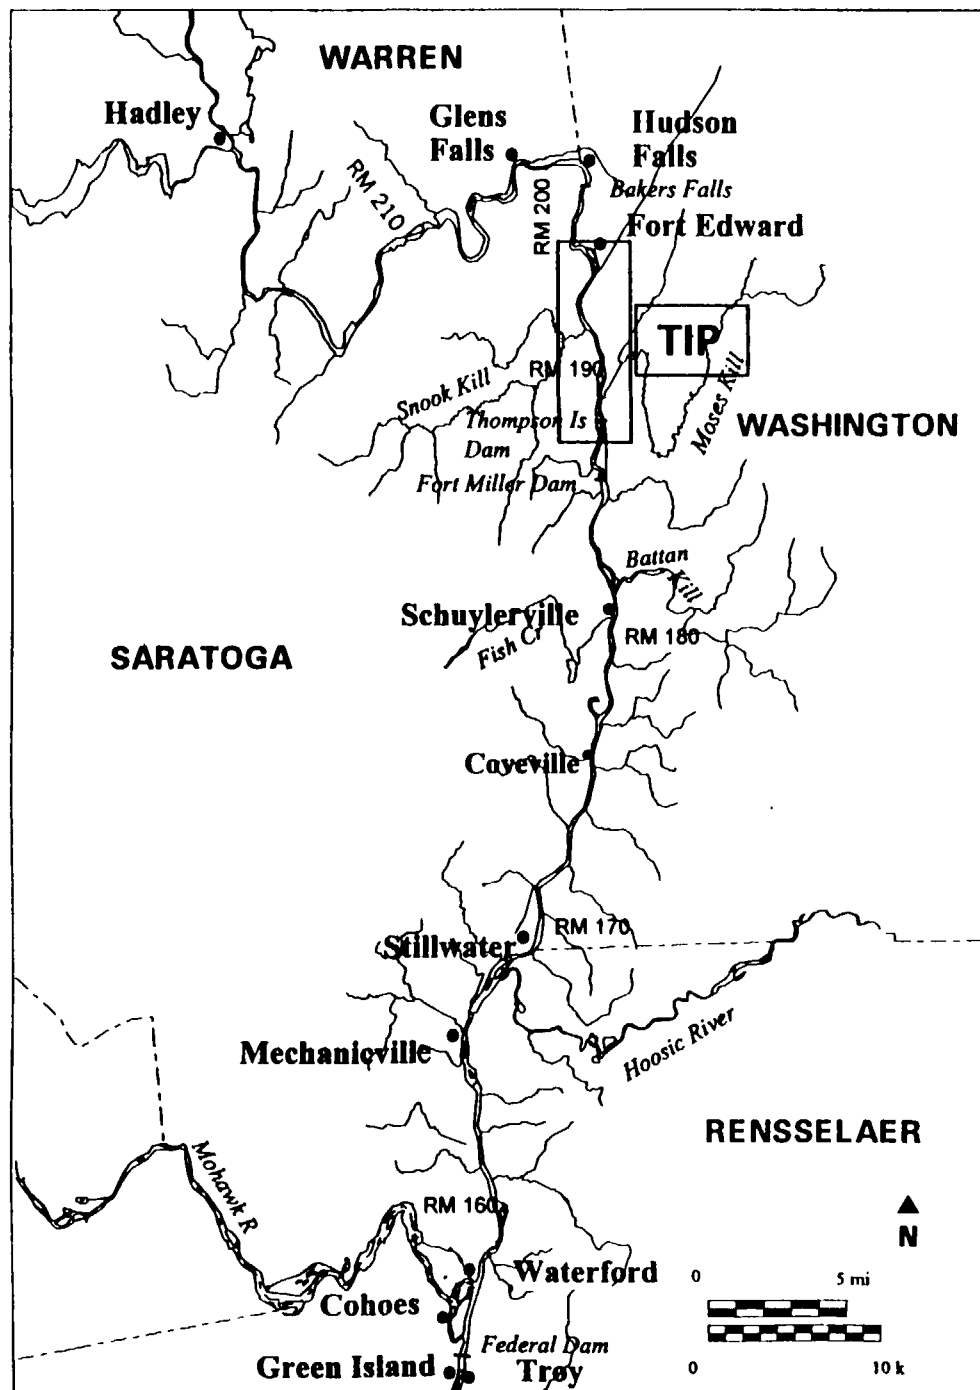 WARREN
Hadley
Glens
Falls
Hudson
Falls
RM 210
RM 200
Bakers Falls
Fort Edward
TIP
RM 190
Snook Kill
Moses Kill
Thompson Is
Dam
WASHINGTON
Fort Miller Dam
Battan
Kill
Schuylerville
Fish Cr
RM 180
SARATOGA
Coveville
RM 170
Stillwater
Hoosic River
Mechanicville
RENSSELAER
Mohawk R
RM 160
N
Waterford
0 5 mi
Cohoes
Federal Dam
Green Island
Troy
0 10 k